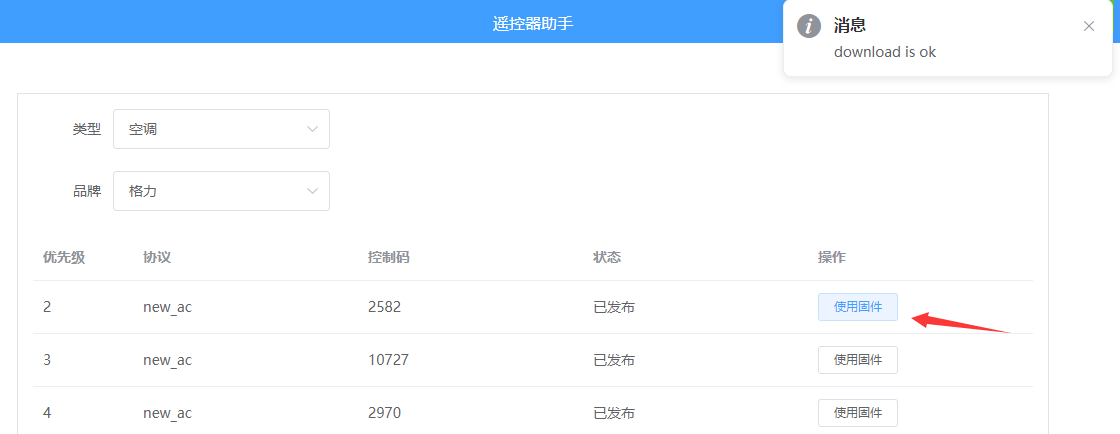 遥控器助手
消息
download is ok
类型 空调
品牌 格力
优先级 协议 控制码 状态 操作
2 new_ac 2582 已发布 使用固件
3 new_ac 10727 已发布 使用固件
4 new_ac 2970 已发布 使用固件